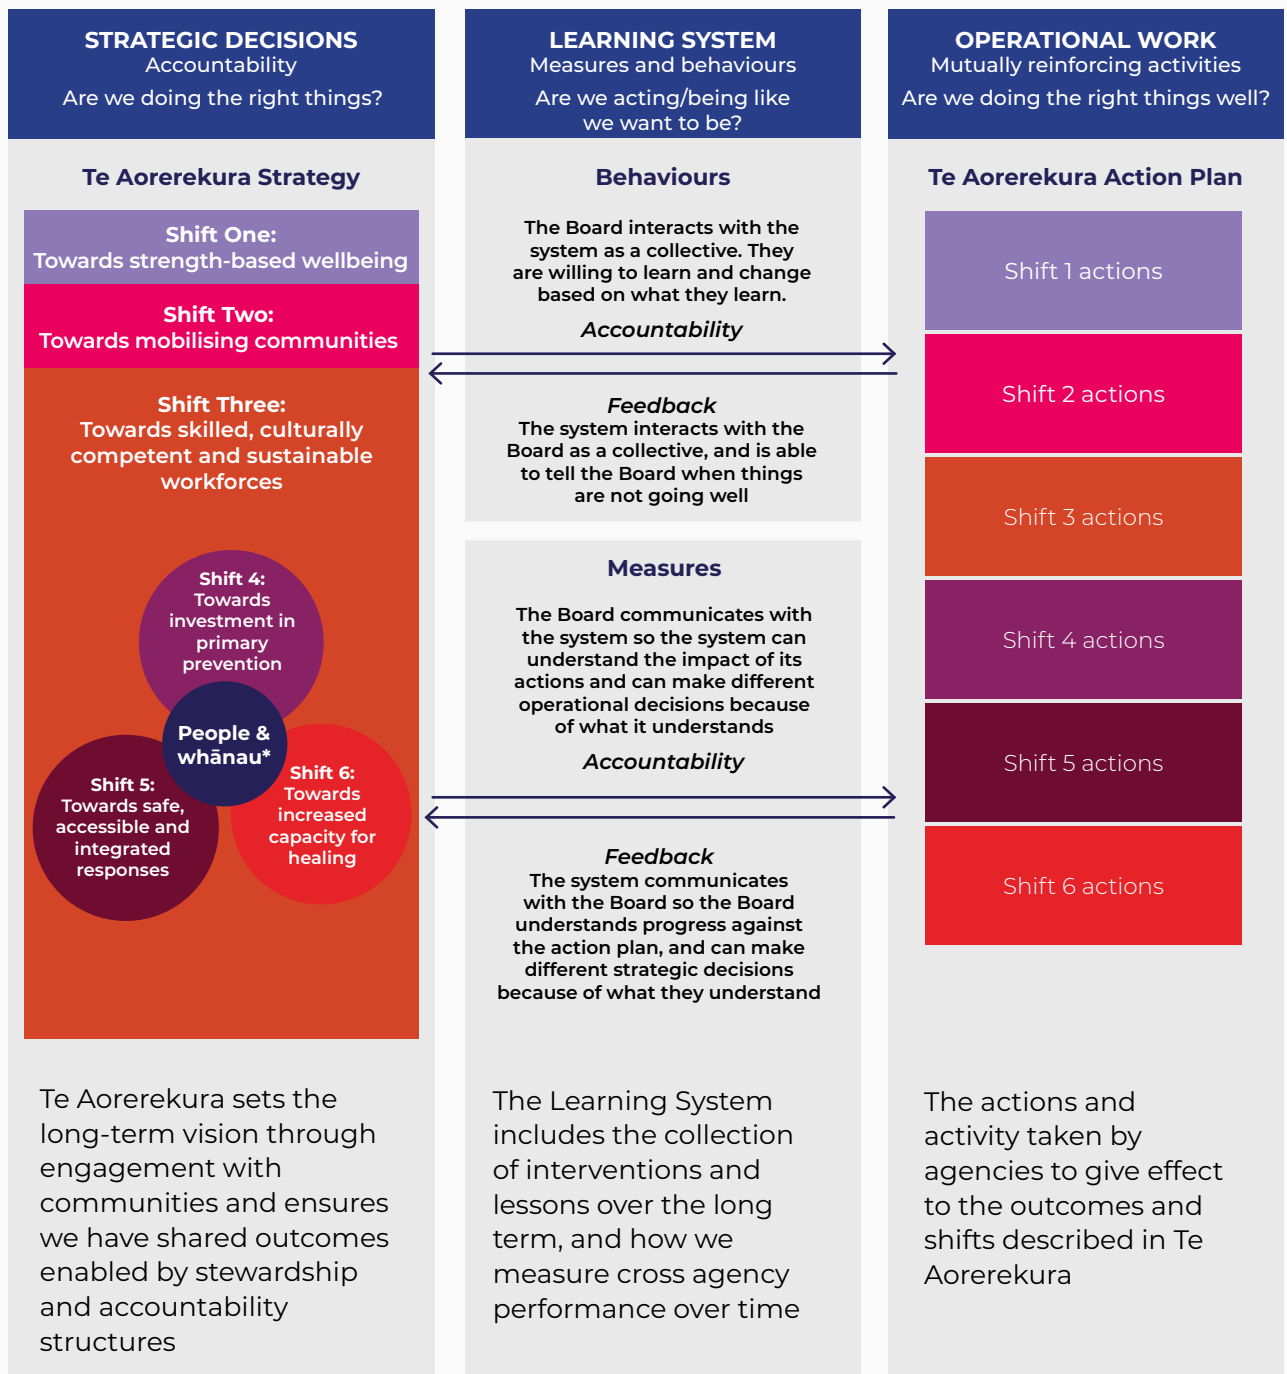 STRATEGIC DECISIONS
Accountability
Are we doing the right things?
Te Aorerekura Strategy
Shift One:
Towards strength-based wellbeing
Shift Two:
Towards mobilising communities
Shift Three:
Towards skilled, culturally
competent and sustainable
workforces
Shift 4:
Towards
investment in
primary
prevention
People &
whānau*
Shift 5:
Towards safe,
accessible and
integrated
responses
Shift 6:
Towards
increased
capacity for
healing
Te Aorerekura sets the
long-term vision through
engagement with
communities and ensures
we have shared outcomes
enabled by stewardship
and accountability
structures
LEARNING SYSTEM
Measures and behaviours
Are we acting/being like
we want to be?
Behaviours
The Board interacts with the
system as a collective. They
are willing to learn and change
based on what they learn.
Accountability
Feedback
The system interacts with the
Board as a collective, and is able
to tell the Board when things
are not going well
Measures
The Board communicates with
the system so the system can
understand the impact of its
actions and can make different
operational decisions because
of what it understands
Accountability
Feedback
The system communicates
with the Board so the Board
understands progress against
the action plan, and can make
different strategic decisions
because of what they understand
The Learning System
includes the collection
of interventions and
lessons over the long
term, and how we
measure cross agency
performance over time
OPERATIONAL WORK
Mutually reinforcing activities
Are we doing the right things well?
Te Aorerekura Action Plan
Shift 1 actions
Shift 2 actions
Shift 3 actions
Shift 4 actions
Shift 5 actions
Shift 6 actions
The actions and
activity taken by
agencies to give effect
to the outcomes and
shifts described in Te
Aorerekura